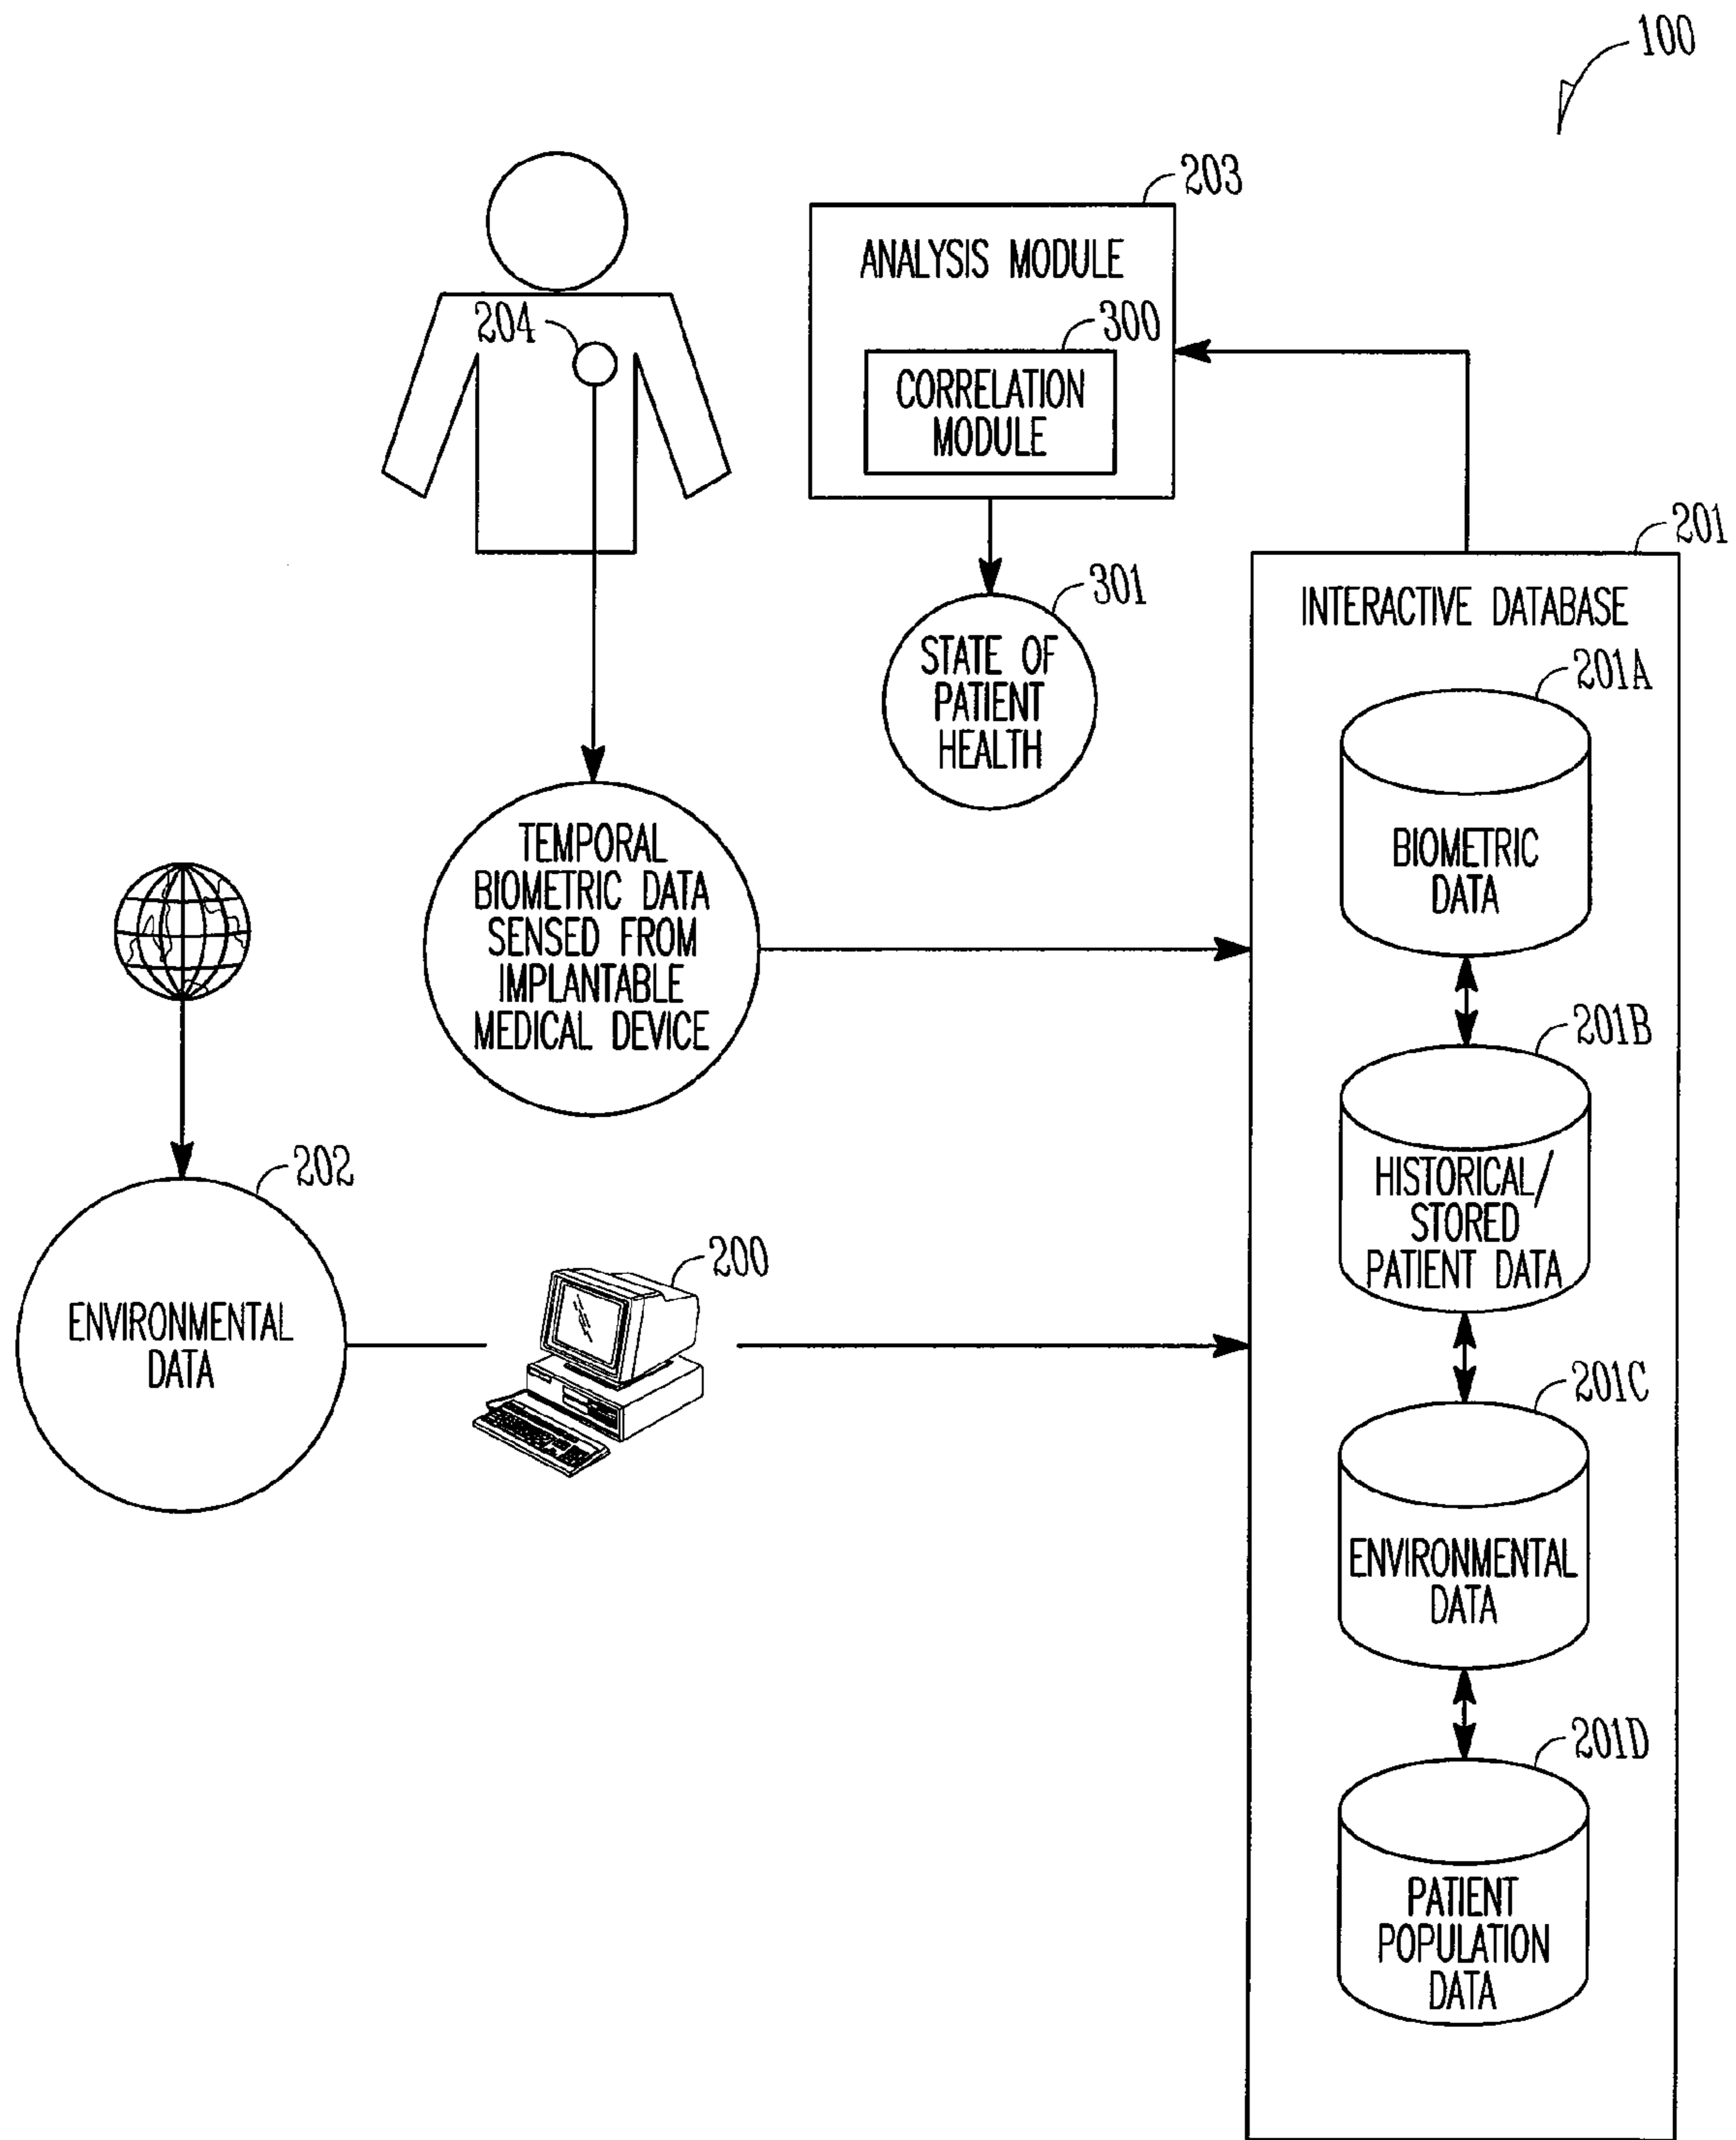 100
203
ANALYSIS MODULE
204
300
CORRELATION
MODULE
201
INTERACTIVE DATABASE
301
STATE OF
PATIENT
HEALTH
201A
BIOMETRIC
DATA
TEMPORAL
BIOMETRIC DATA
SENSED FROM
IMPLANTABLE
MEDICAL DEVICE
201B
HISTORICAL/
STORED
PATIENT DATA
202
ENVIRONMENTAL
DATA
200
201C
ENVIRONMENTAL
DATA
201D
PATIENT
POPULATION
DATA